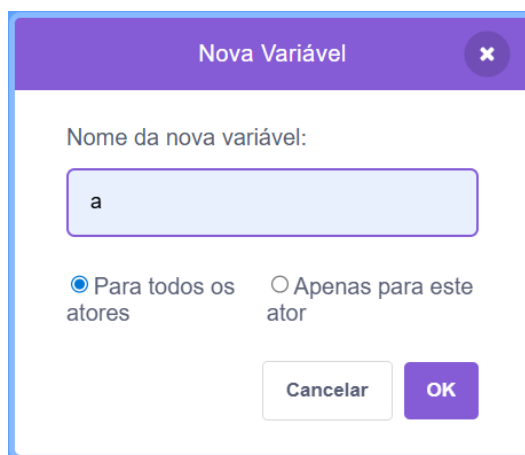 Nova Variável
Nome da nova variável:
a
Para todos os
atores
Apenas para este
ator
Cancelar
OK